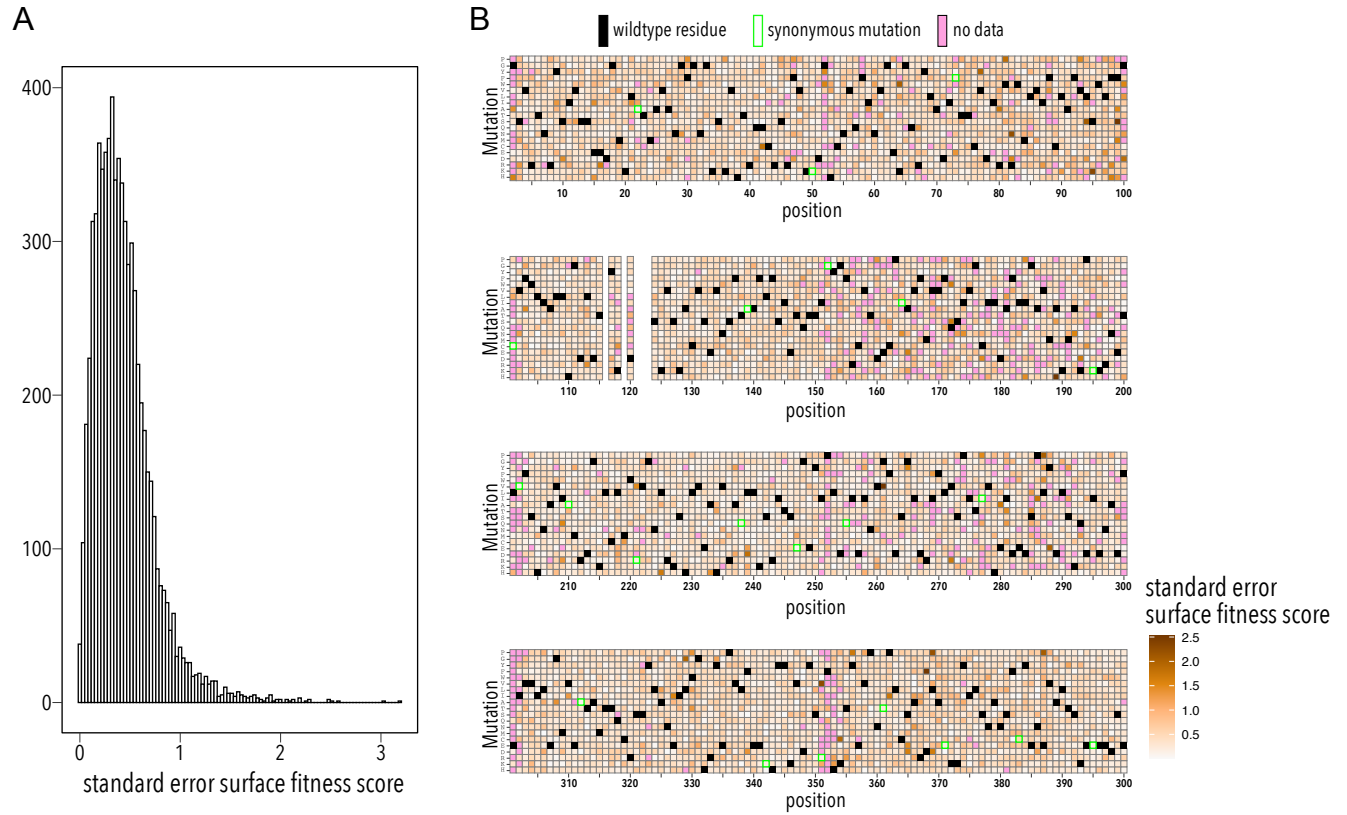 A
B
wildtype residue
synonymous mutation
no data
400
300
200
100
0
0 1 2 3
standard error surface fitness score
Mutation
10 20 30 40 50 60 70 80 90 100
position
Mutation
110 120 130 140 150 160 170 180 190 200
position
Mutation
210 220 230 240 250 260 270 280 290 300
position
Mutation
310 320 330 340 350 360 370 380 390 300
position
standard error
surface fitness score
2.5
2.0
1.5
1.0
0.5